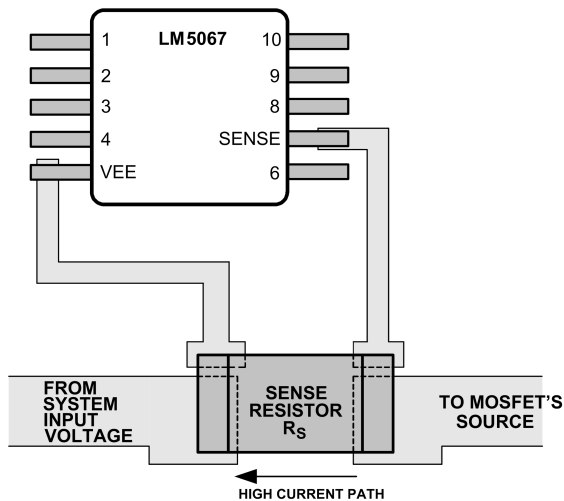 LM5067
1
10
2
9
3
8
4
SENSE
VEE
6
FROM
SYSTEM
INPUT
VOLTAGE
SENSE
RESISTOR
RS
TO MOSFET'S
SOURCE
HIGH CURRENT PATH